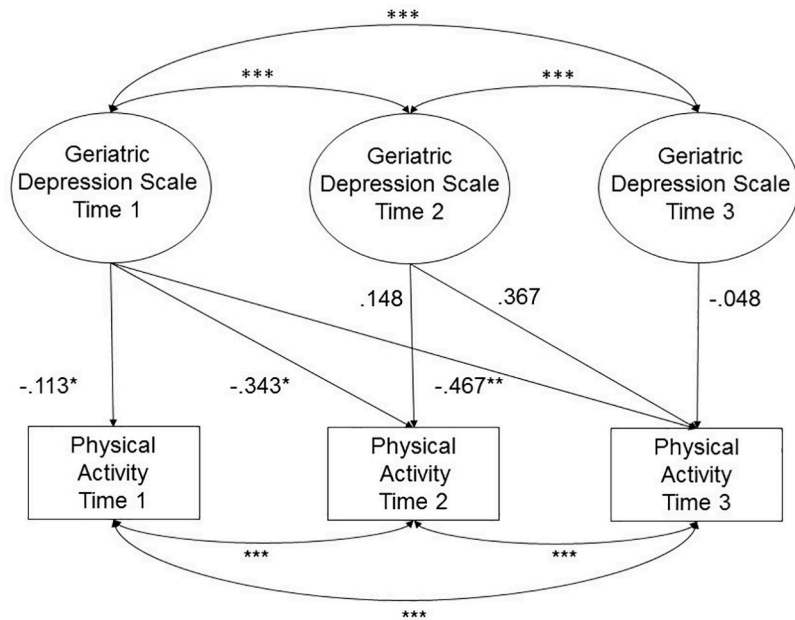 ***
***
***
Geriatric
Depression Scale
Time 1
Geriatric
Depression Scale
Time 2
Geriatric
Depression Scale
Time 3
.148
.367
-.048
-.113*
-.343*
-.467**
Physical
Activity
Time 1
Physical
Activity
Time 2
Physical
Activity
Time 3
***
***
***